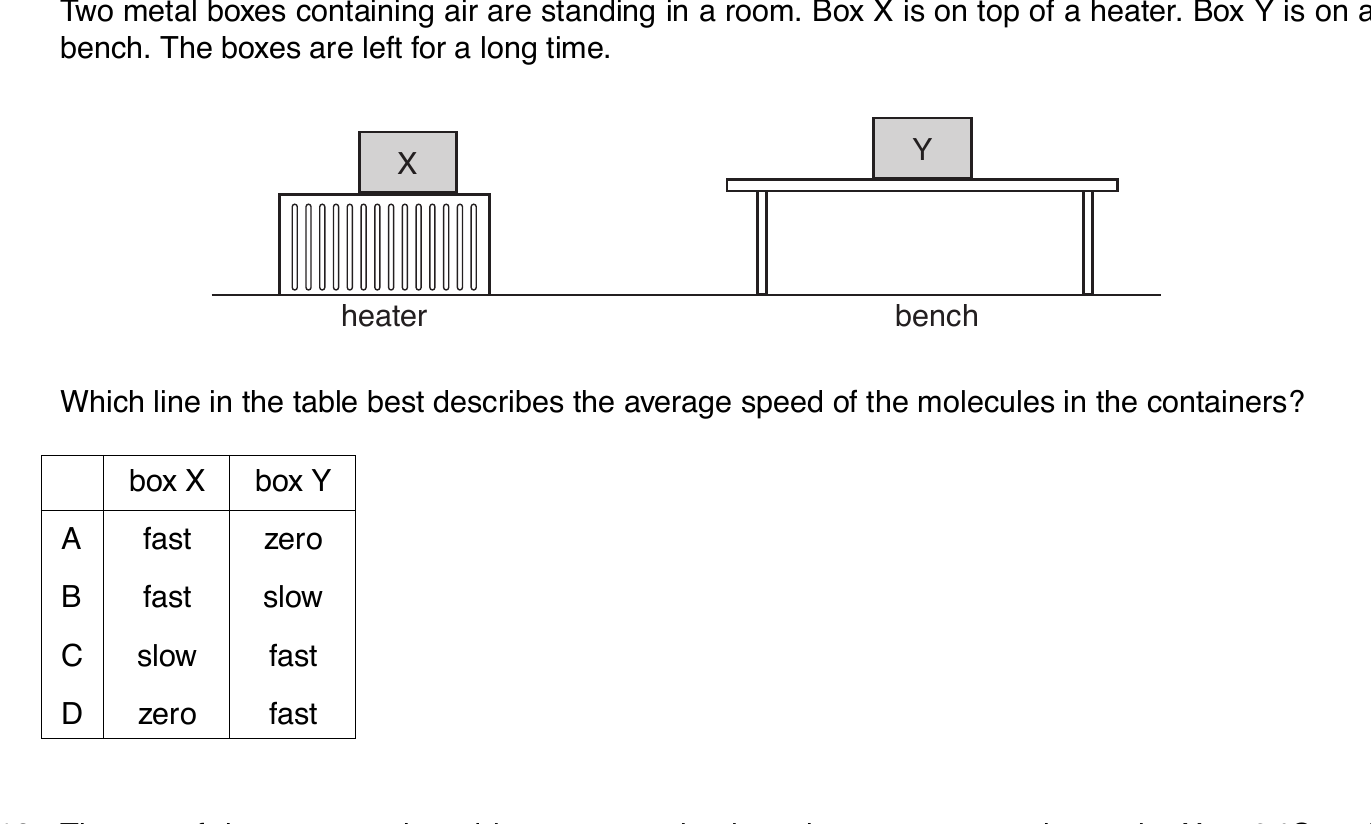 Two metal boxes containing air are standing in a room. Box X is on top of a heater. Box Y is on a
bench. The boxes are left for a long time.
X
Y
heater
bench
Which line in the table best describes the average speed of the molecules in the containers?
box X box Y
A fast zero
B fast slow
C slow fast
D zero fast